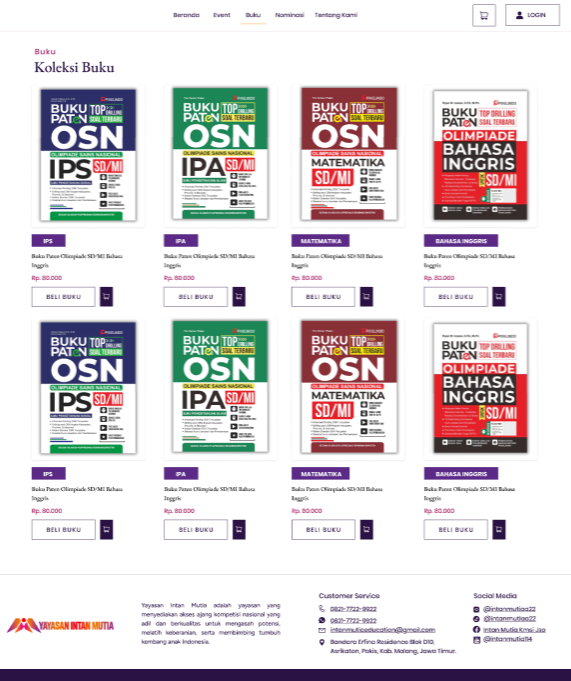 Beranda Event Buku Nominasi Tentang Kami
LOGIN
Buku
Koleksi Buku
BUKU PATEN TOP DRILLING SOAL TERBARU
OSN
OLIMPIADE SAINS NASIONAL
IPS SD/MI
BUKU PATEN TOP DRILLING SOAL TERBARU
OSN
OLIMPIADE SAINS NASIONAL
IPA SD/MI
BUKU PATEN TOP DRILLING SOAL TERBARU
OSN
OLIMPIADE SAINS NASIONAL
MATEMATIKA
SD/MI
BUKU PATEN TOP DRILLING SOAL TERBARU
OLIMPIADE
BAHASA
INGGRIS
SD/MI
IPS IPA MATEMATIKA BAHASA INGGRIS
Buku Paten Olimpiade SD/MI Bahasa
Inggris
Buku Paten Olimpiade SD/MI Bahasa
Inggris
Buku Paten Olimpiade SD/MI Bahasa
Inggris
Buku Paten Olimpiade SD/MI Bahasa
Inggris
Rp. 80.000 Rp. 80.000 Rp. 80.000 Rp. 80.000
BELI BUKU BELI BUKU BELI BUKU BELI BUKU
BUKU PATEN TOP DRILLING SOAL TERBARU
OSN
OLIMPIADE SAINS NASIONAL
IPS SD/MI
BUKU PATEN TOP DRILLING SOAL TERBARU
OSN
OLIMPIADE SAINS NASIONAL
IPA SD/MI
BUKU PATEN TOP DRILLING SOAL TERBARU
OSN
OLIMPIADE SAINS NASIONAL
MATEMATIKA
SD/MI
BUKU PATEN TOP DRILLING SOAL TERBARU
OLIMPIADE
BAHASA
INGGRIS
SD/MI
IPS IPA MATEMATIKA BAHASA INGGRIS
Buku Paten Olimpiade SD/MI Bahasa
Inggris
Buku Paten Olimpiade SD/MI Bahasa
Inggris
Buku Paten Olimpiade SD/MI Bahasa
Inggris
Buku Paten Olimpiade SD/MI Bahasa
Inggris
Rp. 80.000 Rp. 80.000 Rp. 80.000 Rp. 80.000
BELI BUKU BELI BUKU BELI BUKU BELI BUKU
YAYASAN INTAN MUTIA
Yayasan Intan Mutia adalah yayasan yang
menyediakan akses ajang kompetisi nasional yang
adil dan berkualitas untuk mengasah potensi,
melatih keberanian, serta membimbing tumbuh
kembang anak Indonesia.
Customer Service
0821-7722-9922
0821-7722-9922
intanmutiaeducation@gmail.com
Bandara Erfina Residence Blok D10,
Asrikaton, Pakis, Kab. Malang, Jawa Timur.
Social Media
@intanmutiaa22
@intanmutiaa22
Intan Mutia Kmsi Jsa
@intanmutia114